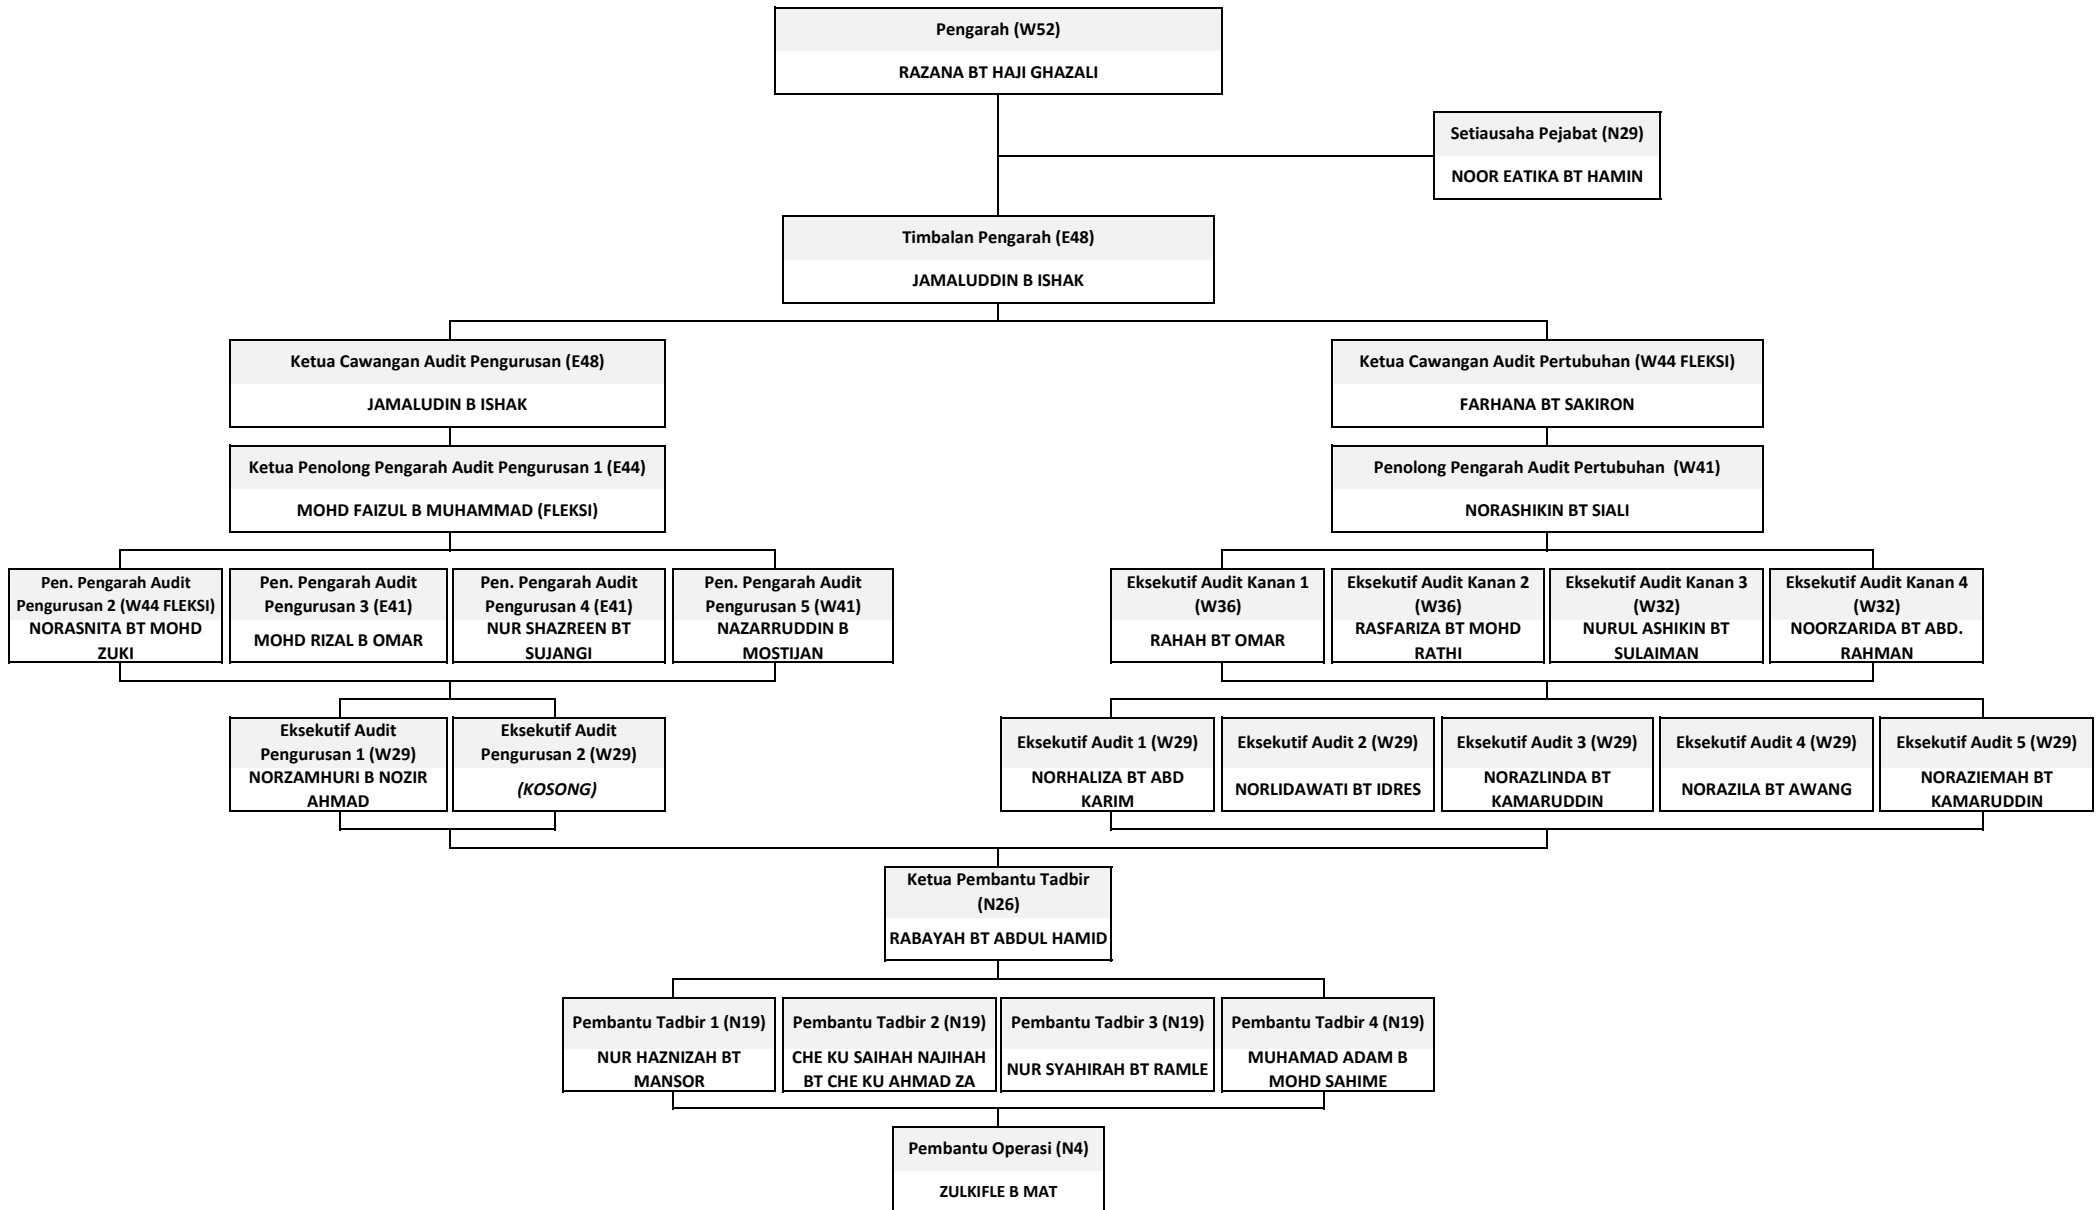 Pengarah (W52)
RAZANA BT HAJI GHAZALI
Setiausaha Pejabat (N29)
NOOR EATIKA BT HAMIN
Timbalan Pengarah (E48)
JAMALUDDIN B ISHAK
Ketua Cawangan Audit Pengurusan (E48)
JAMALUDIN B ISHAK
Ketua Cawangan Audit Pertubuhan (W44 FLEKSI)
FARHANA BT SAKIRON
Ketua Penolong Pengarah Audit Pengurusan 1 (E44)
MOHD FAIZUL B MUHAMMAD (FLEKSI)
Penolong Pengarah Audit Pertubuhan (W41)
NORASHIKIN BT SIALI
Pen. Pengarah Audit
Pengurusan 2 (W44 FLEKSI)
NORASNITA BT MOHD
ZUKI
Pen. Pengarah Audit
Pengurusan 3 (E41)
MOHD RIZAL B OMAR
Pen. Pengarah Audit
Pengurusan 4 (E41)
NUR SHAZREEN BT
SUJANGI
Pen. Pengarah Audit
Pengurusan 5 (W41)
NAZARRUDDIN B
MOSTIJAN
Eksekutif Audit Kanan 1
(W36)
RAHAH BT OMAR
Eksekutif Audit Kanan 2
(W36)
RASFARIZA BT MOHD
RATHI
Eksekutif Audit Kanan 3
(W32)
NURUL ASHIKIN BT
SULAIMAN
Eksekutif Audit Kanan 4
(W32)
NOORZARIDA BT ABD.
RAHMAN
Eksekutif Audit
Pengurusan 1 (W29)
NORZAMHURI B NOZIR
AHMAD
Eksekutif Audit
Pengurusan 2 (W29)
(KOSONG)
Eksekutif Audit 1 (W29)
NORHALIZA BT ABD
KARIM
Eksekutif Audit 2 (W29)
NORLIDAWATI BT IDRES
Eksekutif Audit 3 (W29)
NORAZLINDA BT
KAMARUDDIN
Eksekutif Audit 4 (W29)
NORAZILA BT AWANG
Eksekutif Audit 5 (W29)
NORAZIEMAH BT
KAMARUDDIN
Ketua Pembantu Tadbir
(N26)
RABAYAH BT ABDUL HAMID
Pembantu Tadbir 1 (N19)
NUR HAZNIZAH BT
MANSOR
Pembantu Tadbir 2 (N19)
CHE KU SAIHAH NAJIHAH
BT CHE KU AHMAD ZA
Pembantu Tadbir 3 (N19)
NUR SYAHIRAH BT RAMLE
Pembantu Tadbir 4 (N19)
MUHAMAD ADAM B
MOHD SAHIME
Pembantu Operasi (N4)
ZULKIFLE B MAT